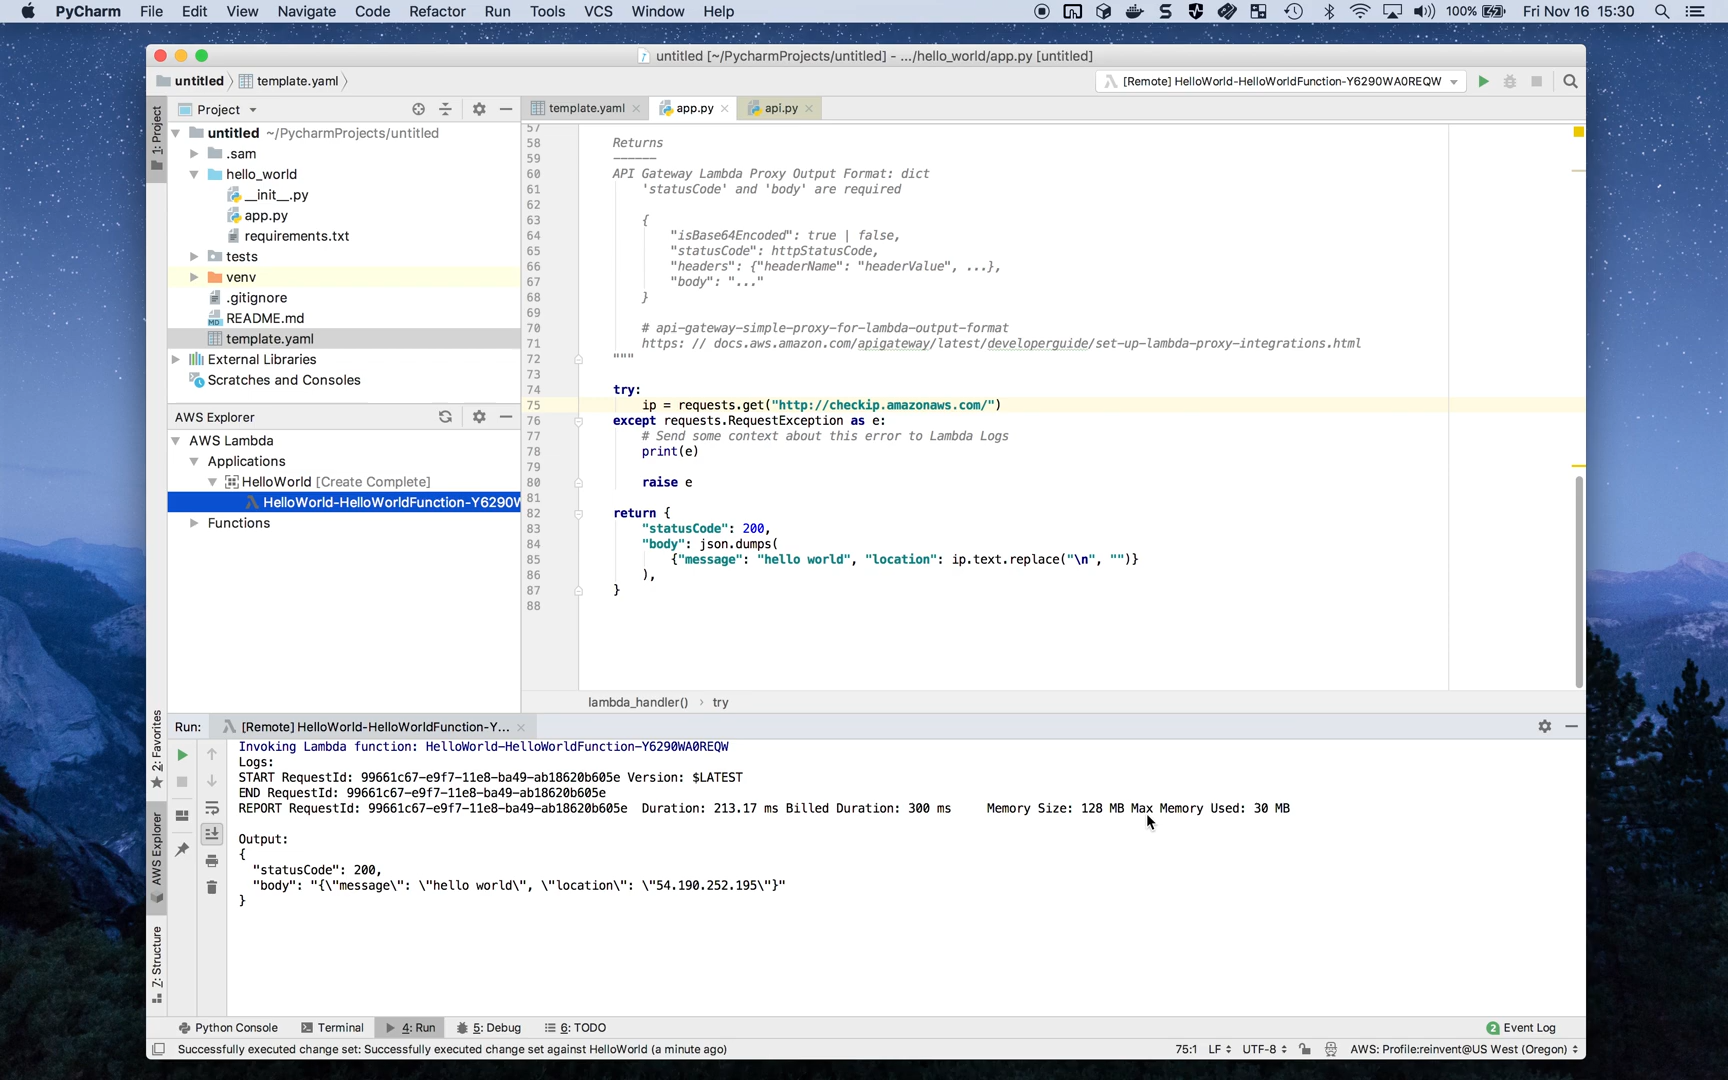 PyCharm File Edit View Navigate Code Refactor Run Tools VCS Window Help 100% Fri Nov 16 15:30
untitled [~/PycharmProjects/untitled] - .../hello_world/app.py [untitled]
untitled template.yaml [Remote] HelloWorld-HelloWorldFunction-Y6290WA0REQW
1: Project
Project
untitled ~/PycharmProjects/untitled
.sam
hello_world
__init__.py
app.py
requirements.txt
tests
venv
.gitignore
README.md
template.yaml
External Libraries
Scratches and Consoles
AWS Explorer
AWS Lambda
Applications
HelloWorld [Create Complete]
HelloWorld-HelloWorldFunction-Y6290W
Functions
template.yaml app.py api.py
57
58 Returns
59 ------
60 API Gateway Lambda Proxy Output Format: dict
61 'statusCode' and 'body' are required
62
63 {
64 "isBase64Encoded": true | false,
65 "statusCode": httpStatusCode,
66 "headers": {"headerName": "headerValue", ...},
67 "body": "..."
68 }
69
70 # api-gateway-simple-proxy-for-lambda-output-format
71 https: // docs.aws.amazon.com/apigateway/latest/developerguide/set-up-lambda-proxy-integrations.html
72 """
73
74 try:
75 ip = requests.get("http://checkip.amazonaws.com/")
76 except requests.RequestException as e:
77 # Send some context about this error to Lambda Logs
78 print(e)
79
80 raise e
81
82 return {
83 "statusCode": 200,
84 "body": json.dumps(
85 {"message": "hello world", "location": ip.text.replace("\n", "")}
86 ),
87 }
88
lambda_handler() › try
2: Favorites
AWS Explorer
7: Structure
Run: [Remote] HelloWorld-HelloWorldFunction-Y...
Invoking Lambda function: HelloWorld-HelloWorldFunction-Y6290WA0REQW
Logs:
START RequestId: 99661c67-e9f7-11e8-ba49-ab18620b605e Version: $LATEST
END RequestId: 99661c67-e9f7-11e8-ba49-ab18620b605e
REPORT RequestId: 99661c67-e9f7-11e8-ba49-ab18620b605e Duration: 213.17 ms Billed Duration: 300 ms Memory Size: 128 MB Max Memory Used: 30 MB
Output:
{
"statusCode": 200,
"body": "{\"message\": \"hello world\", \"location\": \"54.190.252.195\"}"
}
Python Console Terminal 4: Run 5: Debug 6: TODO 2 Event Log
Successfully executed change set: Successfully executed change set against HelloWorld (a minute ago) 75:1 LF UTF-8 AWS: Profile:reinvent@US West (Oregon)